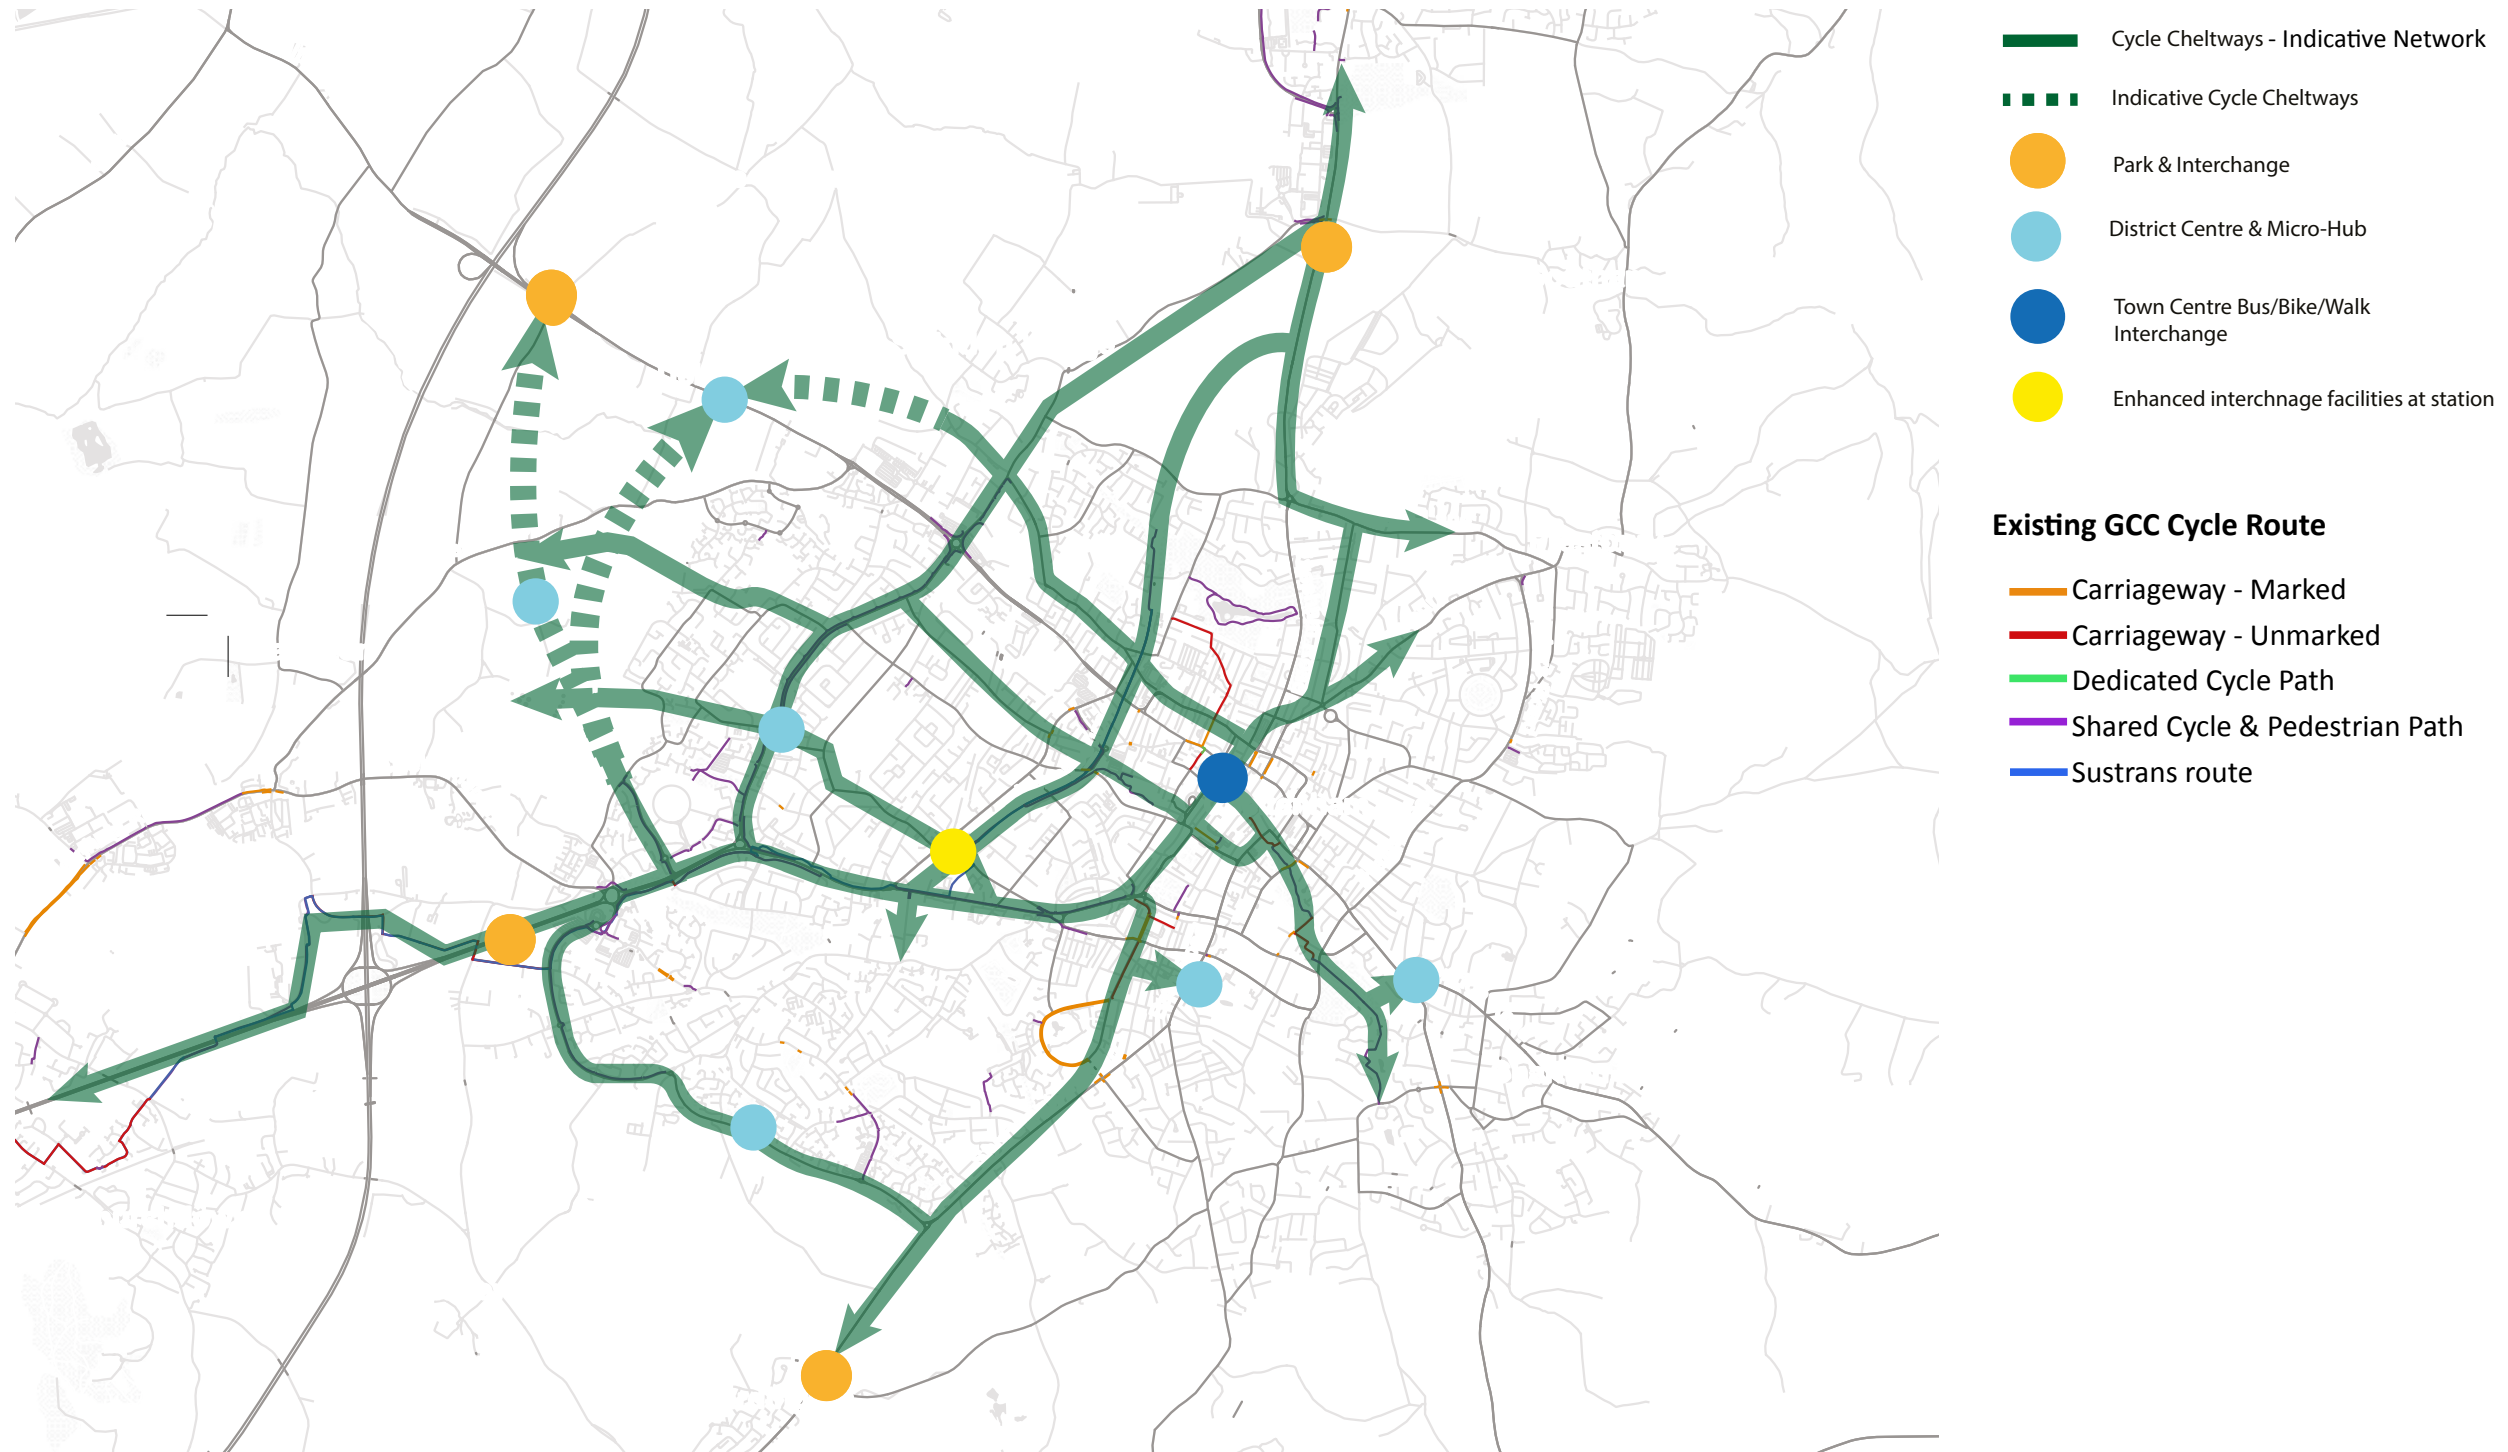 Cycle Cheltways - Indicative Network
Indicative Cycle Cheltways
Park & Interchange
District Centre & Micro-Hub
Town Centre Bus/Bike/Walk
Interchange
Enhanced interchnage facilities at station
Existing GCC Cycle Route
Carriageway - Marked
Carriageway - Unmarked
Dedicated Cycle Path
Shared Cycle & Pedestrian Path
Sustrans route